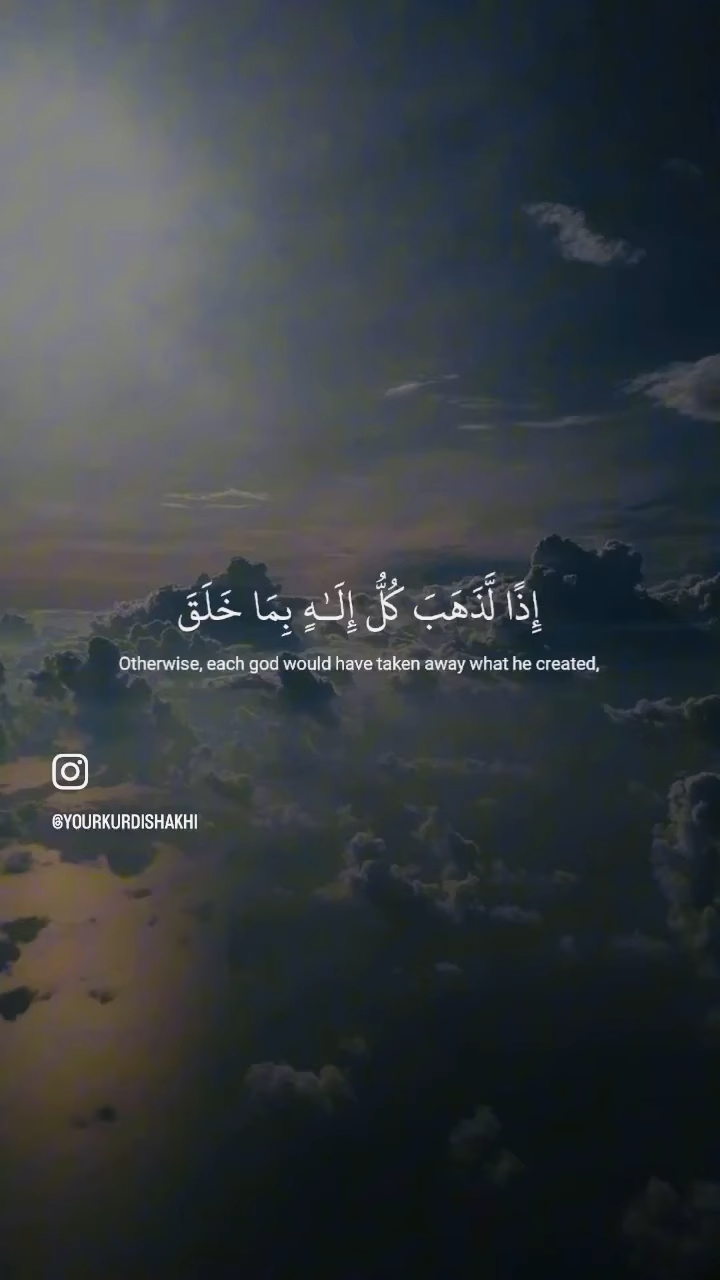 إِذًا لَّذَهَبَ كُلُّ إِلَـٰهٍ بِمَا خَلَقَ
Otherwise, each god would have taken away what he created,
@YOURKURDISHAKHI